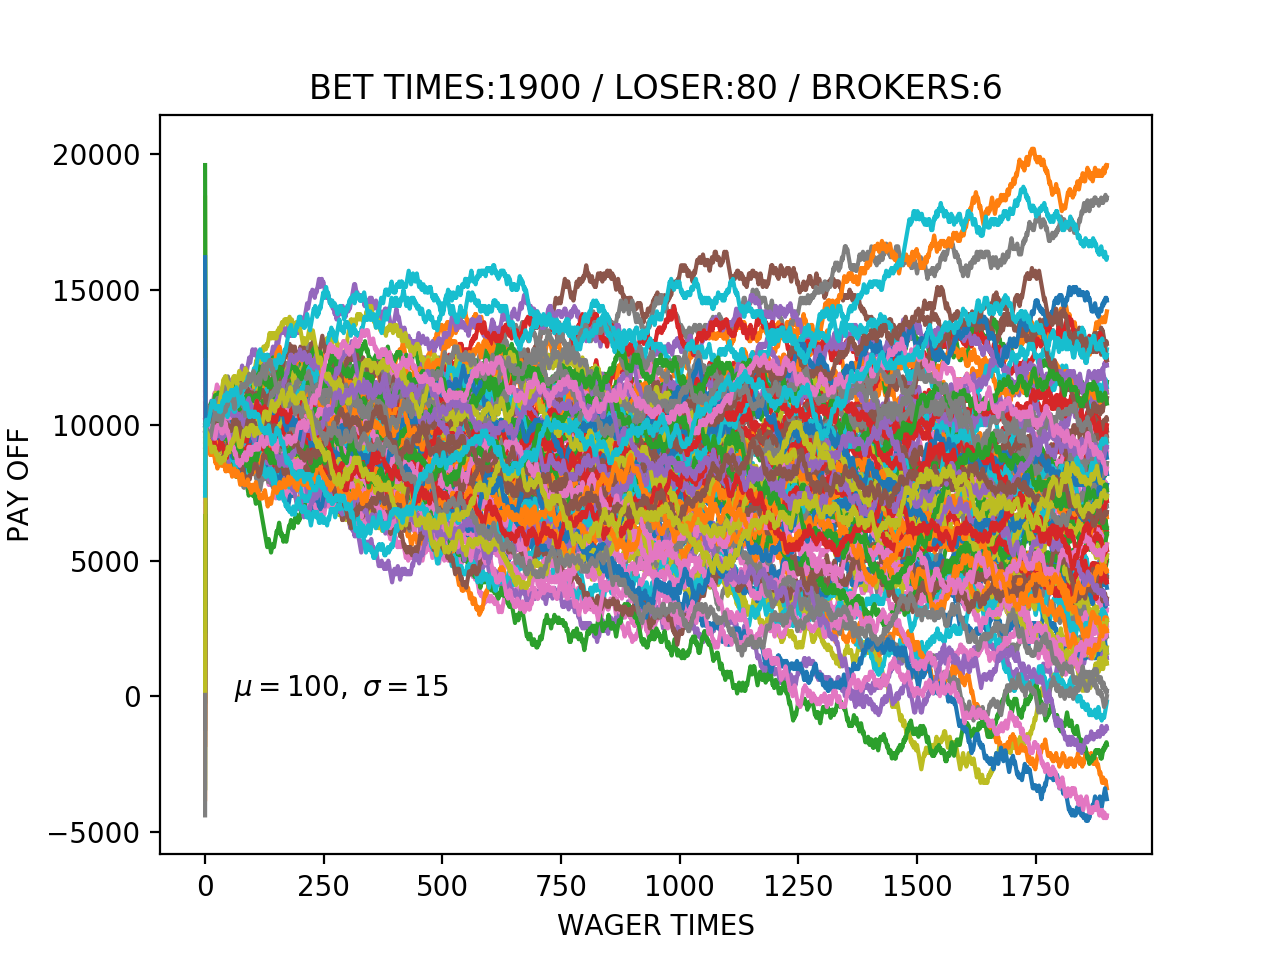 BET TIMES:1900 / LOSER:80 / BROKERS:6
PAY OFF
20000
15000
10000
5000
0
−5000
μ = 100, σ = 15
0 250 500 750 1000 1250 1500 1750
WAGER TIMES